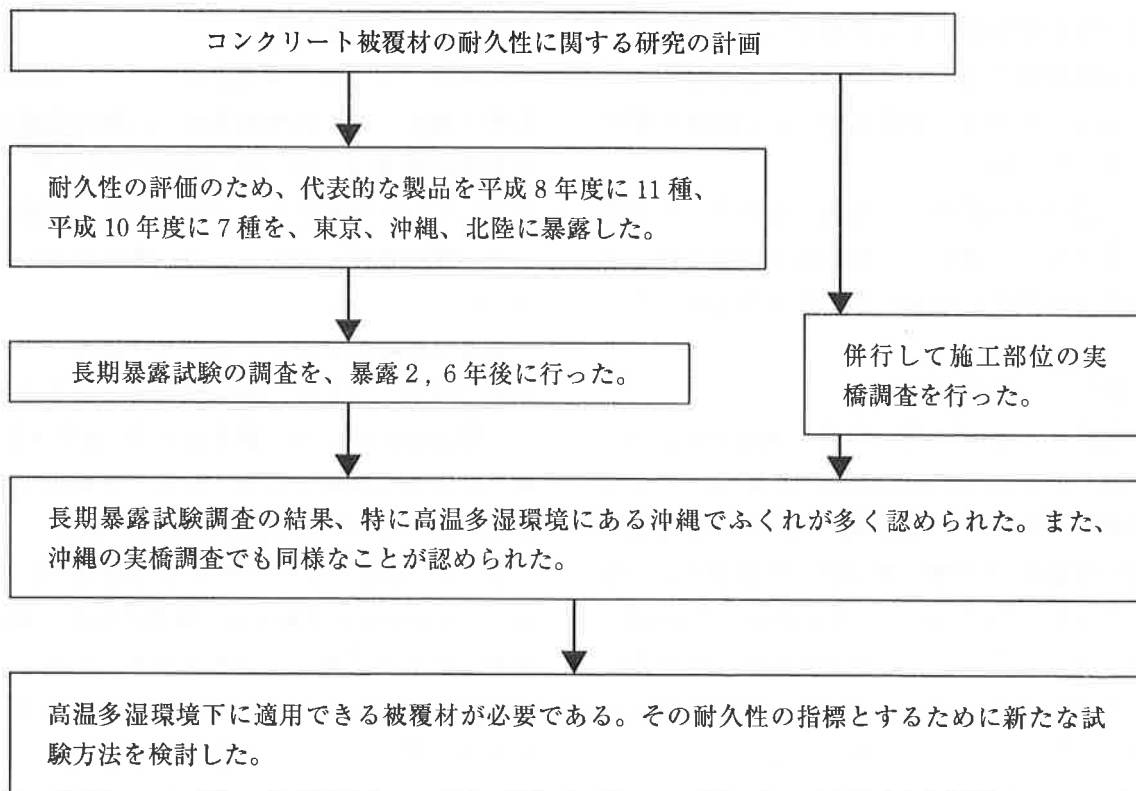 コンクリート被覆材の耐久性に関する研究の計画
耐久性の評価のため、代表的な製品を平成8年度に11種、
平成10年度に7種を、東京、沖縄、北陸に暴露した。
長期暴露試験の調査を、暴露2, 6年後に行った。
併行して施工部位の実
橋調査を行った。
長期暴露試験調査の結果、特に高温多湿環境にある沖縄でふくれが多く認められた。また、
沖縄の実橋調査でも同様なことが認められた。
高温多湿環境下に適用できる被覆材が必要である。その耐久性の指標とするために新たな試
験方法を検討した。